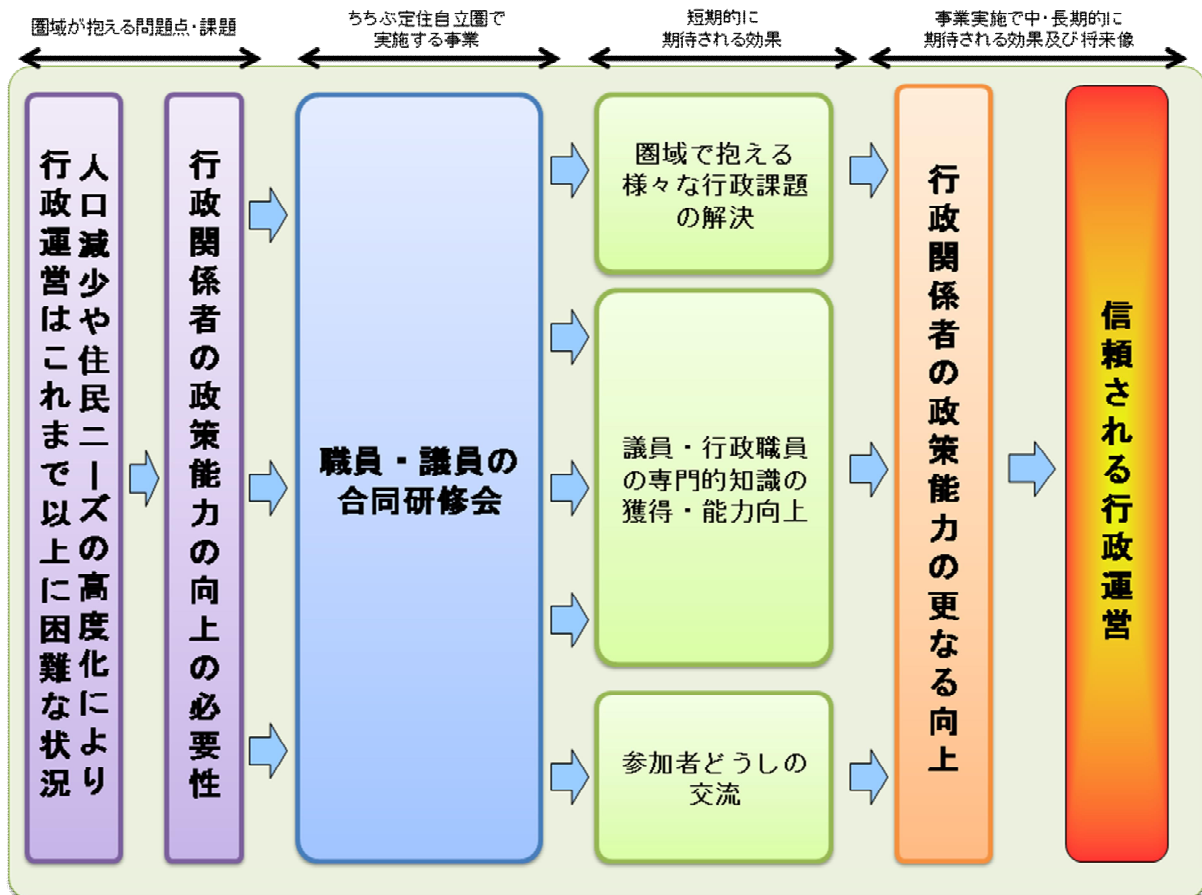 圏域が抱える問題点・課題
ちちぶ定住自立圏で
実施する事業
短期的に
期待される効果
事業実施で中・長期的に
期待される効果及び将来像
人口減少や住民ニーズの高度化により
行政運営はこれまで以上に困難な状況
行政関係者の政策能力の向上の必要性
職員・議員の
合同研修会
圏域で抱える
様々な行政課題
の解決
議員・行政職員
の専門的知識の
獲得・能力向上
参加者どうしの
交流
行政関係者の政策能力の更なる向上
信頼される行政運営